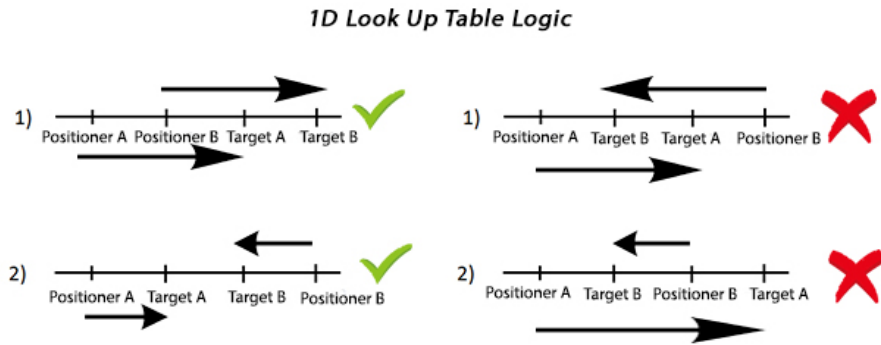 1D Look Up Table Logic
1)
Positioner A Positioner B Target A Target B
1)
Positioner A Target B Target A Positioner B
2)
Positioner A Target A Target B Positioner B
2)
Positioner A Target B Positioner B Target A